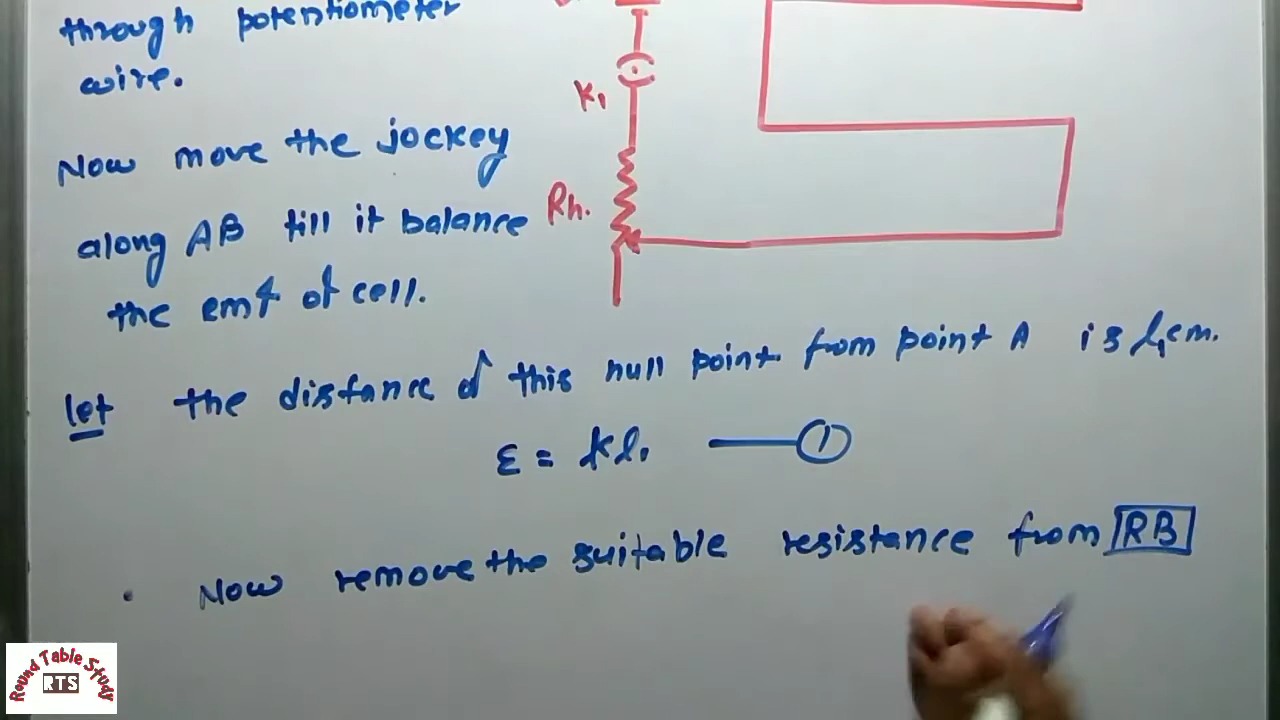 through potentiometer
wire.
Now move the jockey
along AB till it balance
the emf of cell.
K1
Rh.
let the distance of this null point from point A is l1cm.
ε = kl1 ——— 1
. Now remove the suitable resistance from RB
Round Table Study
RTS